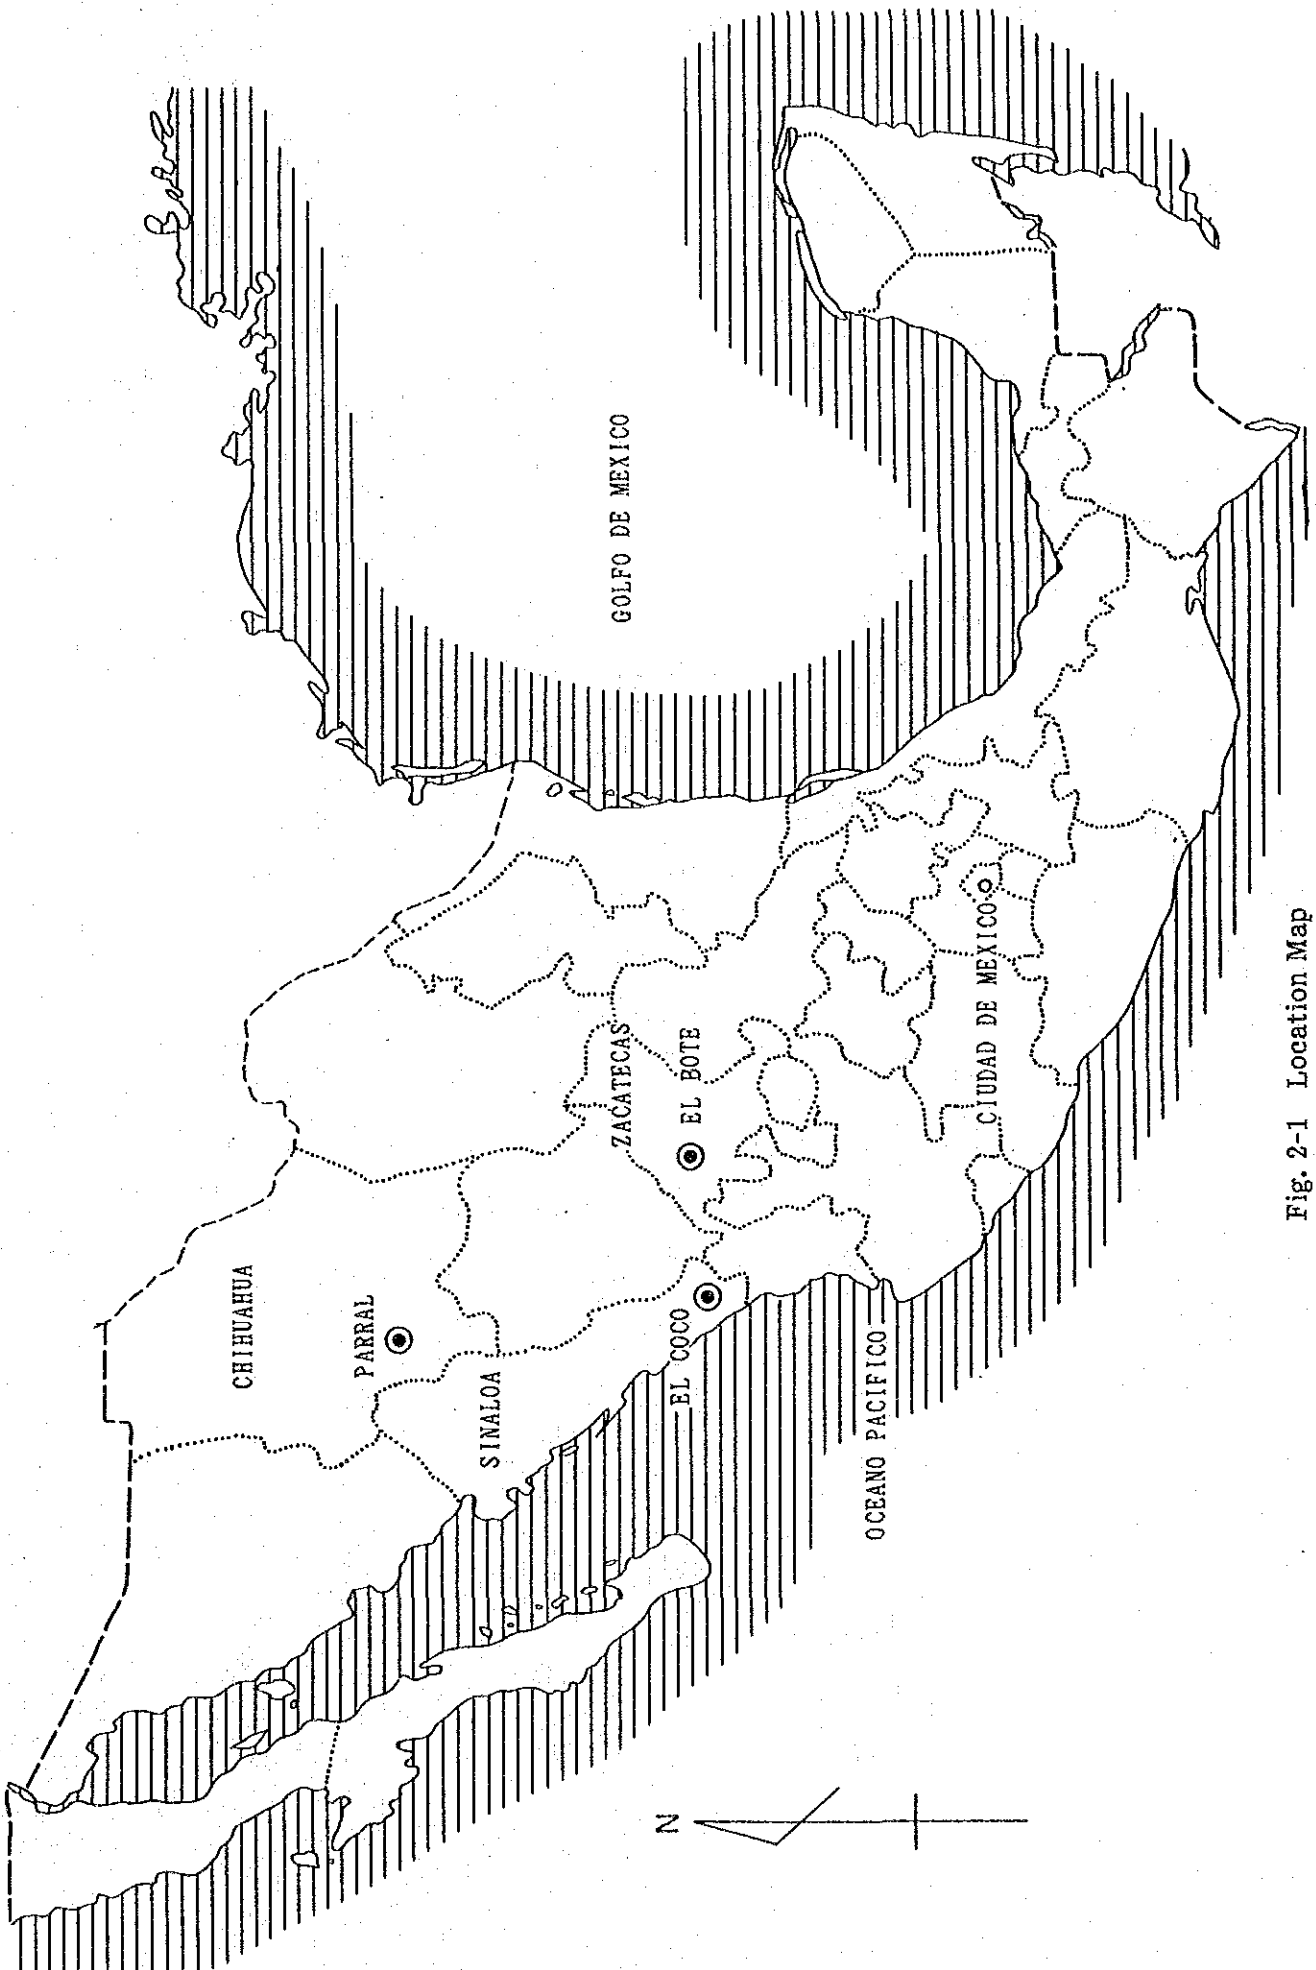 N
CHIHUAHUA
PARRAL
SINALOA
ZACATECAS
GOLFO DE MEXICO
EL BOTE
EL COCO
OCEANO PACIFICO
CIUDAD DE MEXICO
Fig. 2-1 Location Map